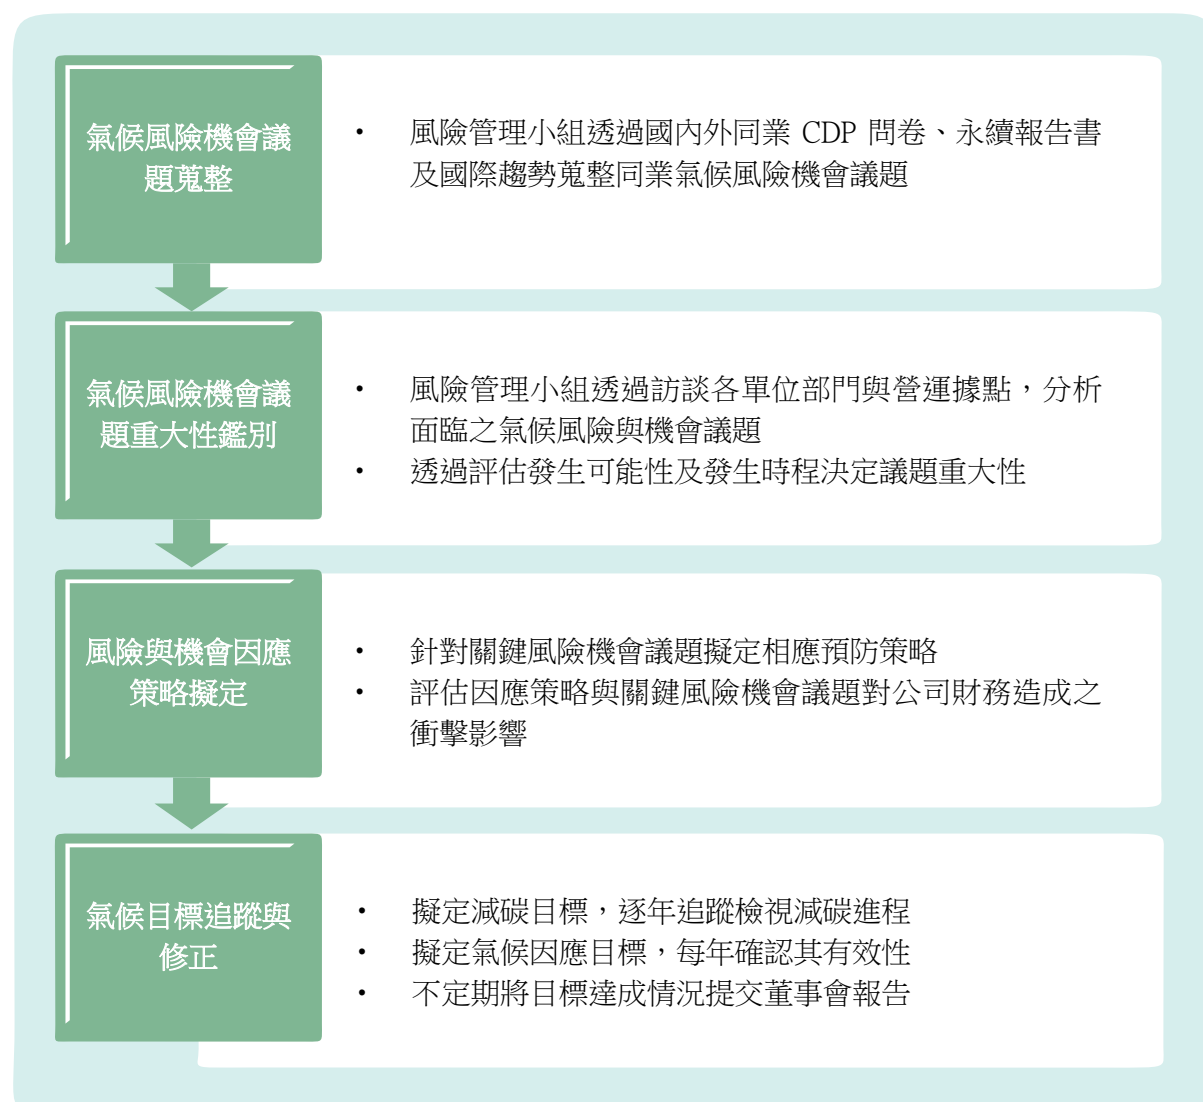 氣候風險機會議
題蒐整
• 風險管理小組透過國內外同業 CDP 問卷、永續報告書
及國際趨勢蒐整同業氣候風險機會議題
氣候風險機會議
題重大性鑑別
• 風險管理小組透過訪談各單位部門與營運據點，分析
面臨之氣候風險與機會議題
• 透過評估發生可能性及發生時程決定議題重大性
風險與機會因應
策略擬定
• 針對關鍵風險機會議題擬定相應預防策略
• 評估因應策略與關鍵風險機會議題對公司財務造成之
衝擊影響
氣候目標追蹤與
修正
• 擬定減碳目標，逐年追蹤檢視減碳進程
• 擬定氣候因應目標，每年確認其有效性
• 不定期將目標達成情況提交董事會報告